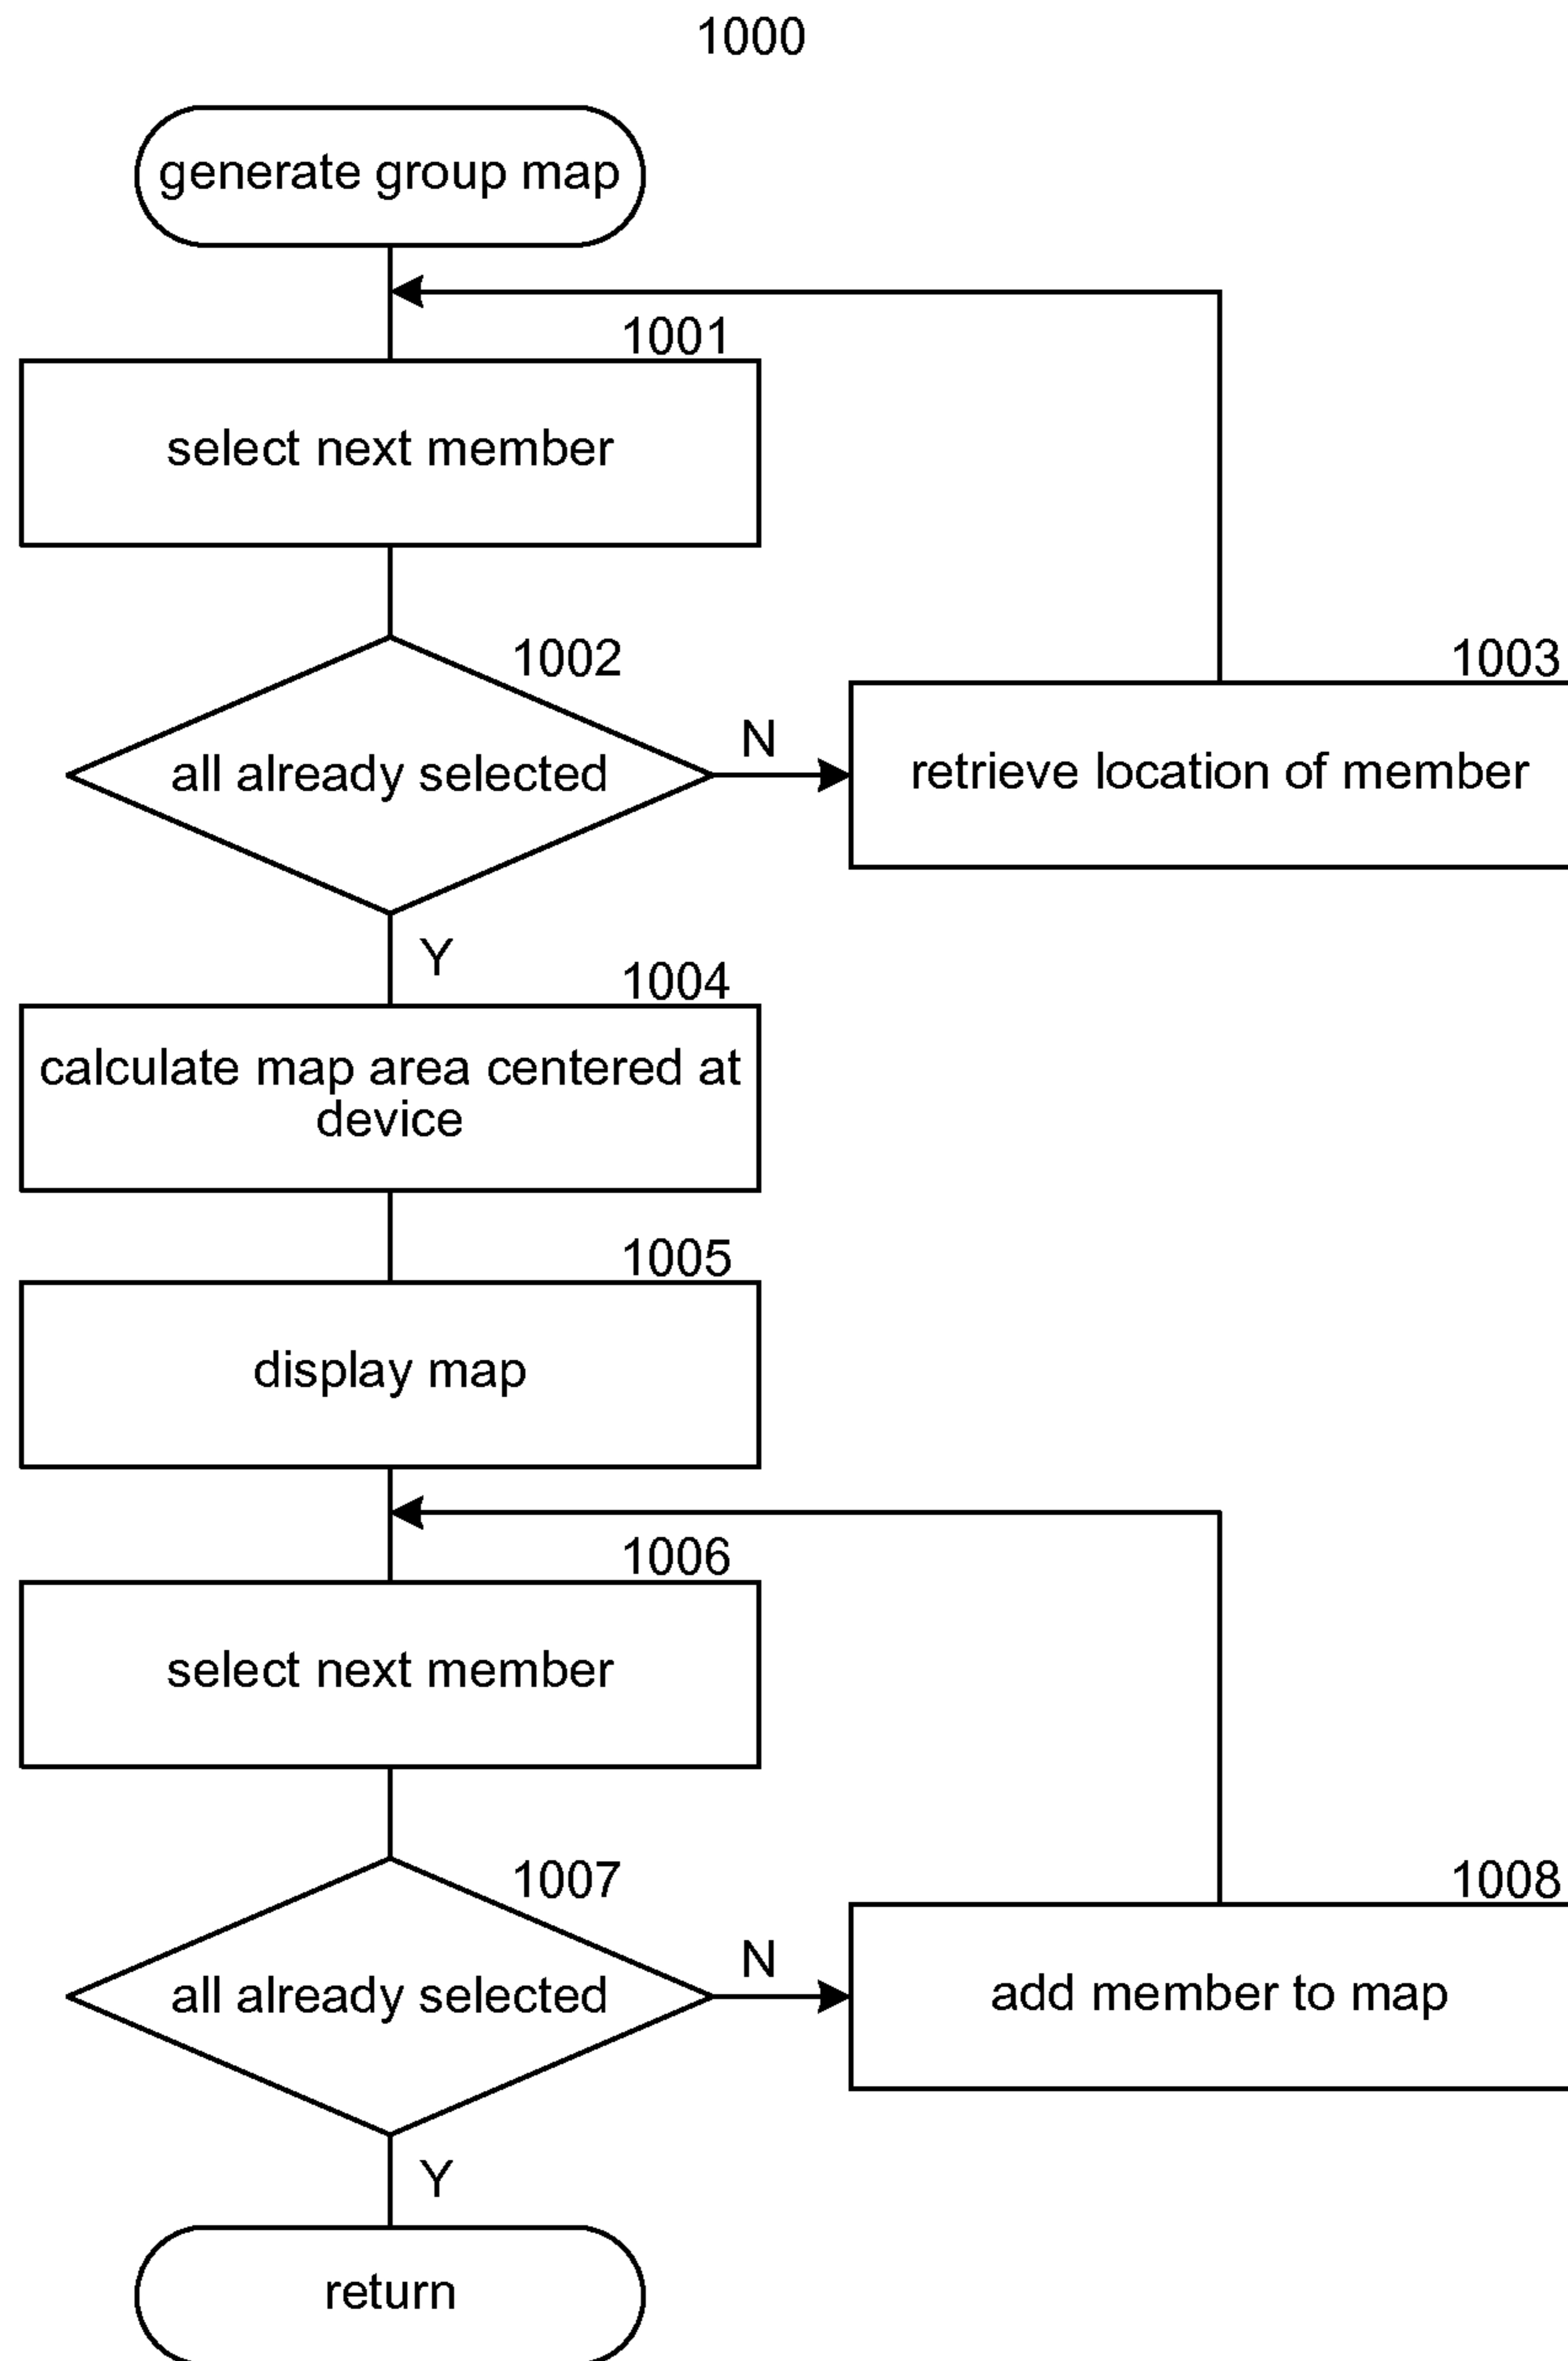 1000
generate group map
1001
select next member
1002
all already selected
N
1003
retrieve location of member
Y
1004
calculate map area centered at
device
1005
display map
1006
select next member
1007
all already selected
N
1008
add member to map
Y
return